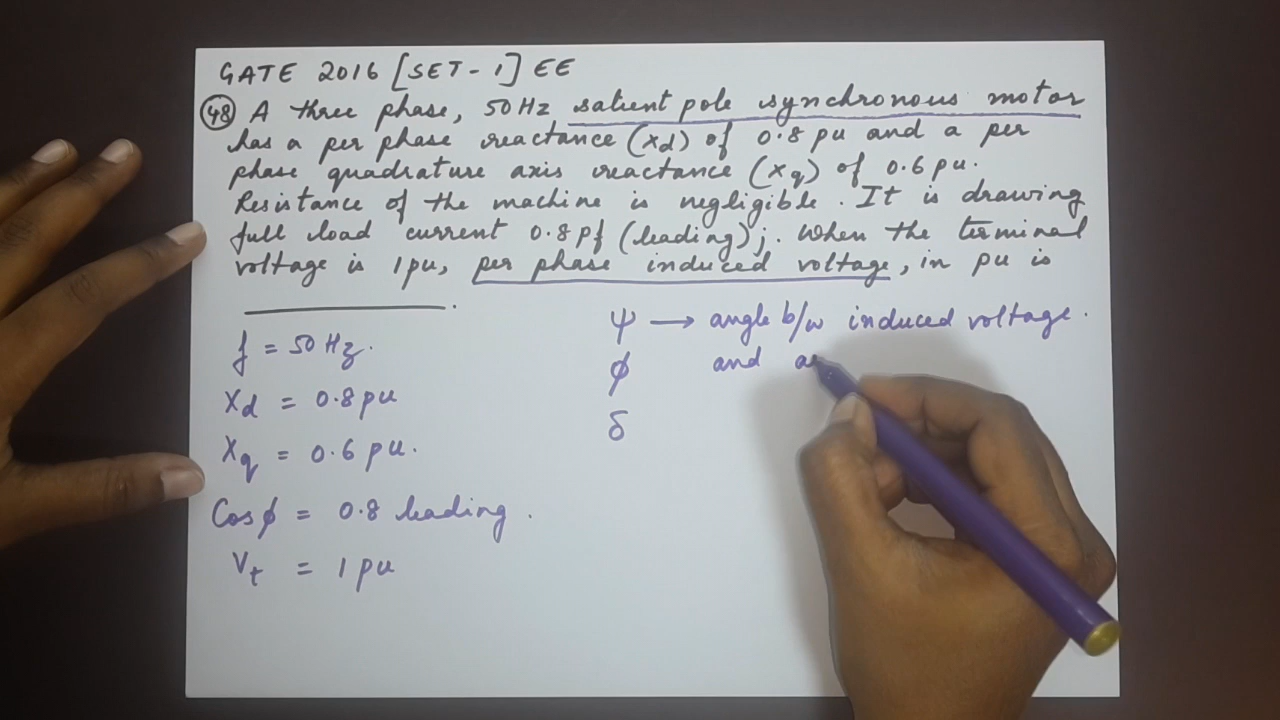 GATE 2016 [SET-1] EE
(48) A three phase, 50Hz salient pole synchronous motor
has a per phase reactance (Xd) of 0.8 pu and a per
phase quadrature axis reactance (Xq) of 0.6 pu.
Resistance of the machine is negligible. It is drawing
full load current 0.8 pf (leading);. When the terminal
voltage is 1pu, per phase induced voltage, in pu is
__________.
f = 50 Hz.
Xd = 0.8 pu
Xq = 0.6 pu.
Cosϕ = 0.8 leading.
Vt = 1 pu
ψ → angle b/w induced voltage.
ϕ and
δ